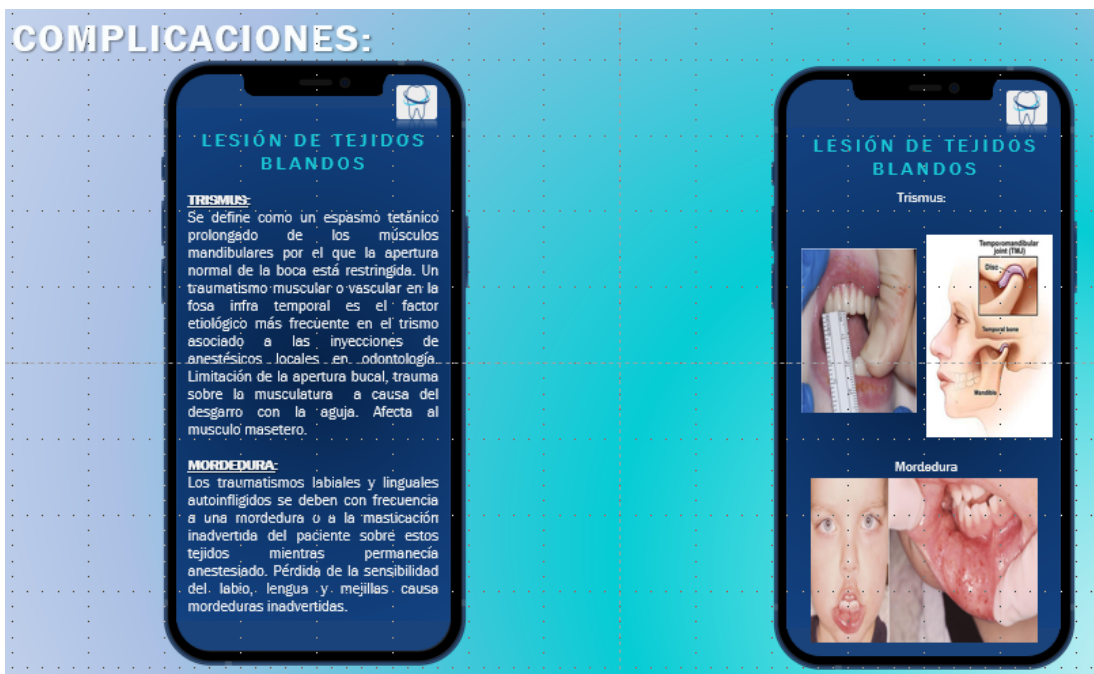 COMPLICACIONES:
LESIÓN DE TEJIDOS
BLANDOS
TRISMUS:
Se define como un espasmo tetánico
prolongado de los músculos
mandibulares por el que la apertura
normal de la boca está restringida. Un
traumatismo muscular o vascular en la
fosa infra temporal es el factor
etiológico más frecuente en el trismo
asociado a las inyecciones de
anestésicos locales en odontología.
Limitación de la apertura bucal, trauma
sobre la musculatura a causa del
desgarro con la aguja. Afecta al
musculo masetero.
MORDEDURA:
Los traumatismos labiales y linguales
autoinfligidos se deben con frecuencia
a una mordedura o a la masticación
inadvertida del paciente sobre estos
tejidos mientras permanecía
anestesiado. Pérdida de la sensibilidad
del labio, lengua y mejillas causa
mordeduras inadvertidas.
LESIÓN DE TEJIDOS
BLANDOS
Trismus:
Temporomandibular
joint (TMJ)
Disc
Temporal bone
Mandible
Mordedura